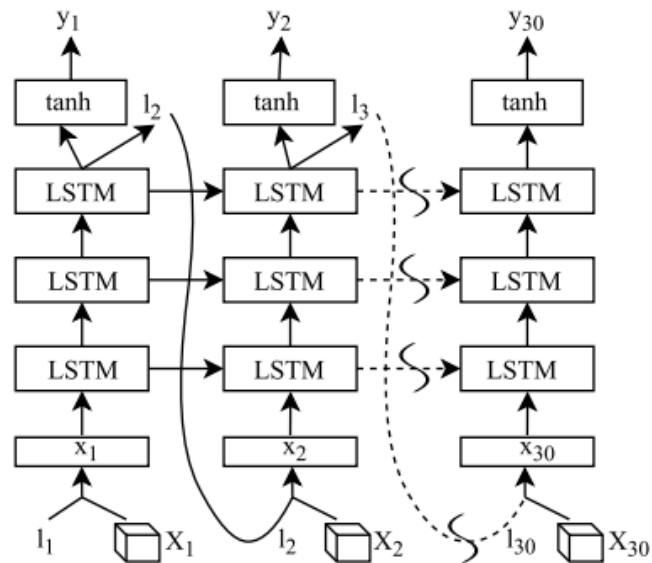 y1 y2 y30
tanh l2 tanh l3 tanh
LSTM LSTM LSTM
LSTM LSTM LSTM
LSTM LSTM LSTM
x1 x2 x30
l1 X1 l2 X2 l30 X30